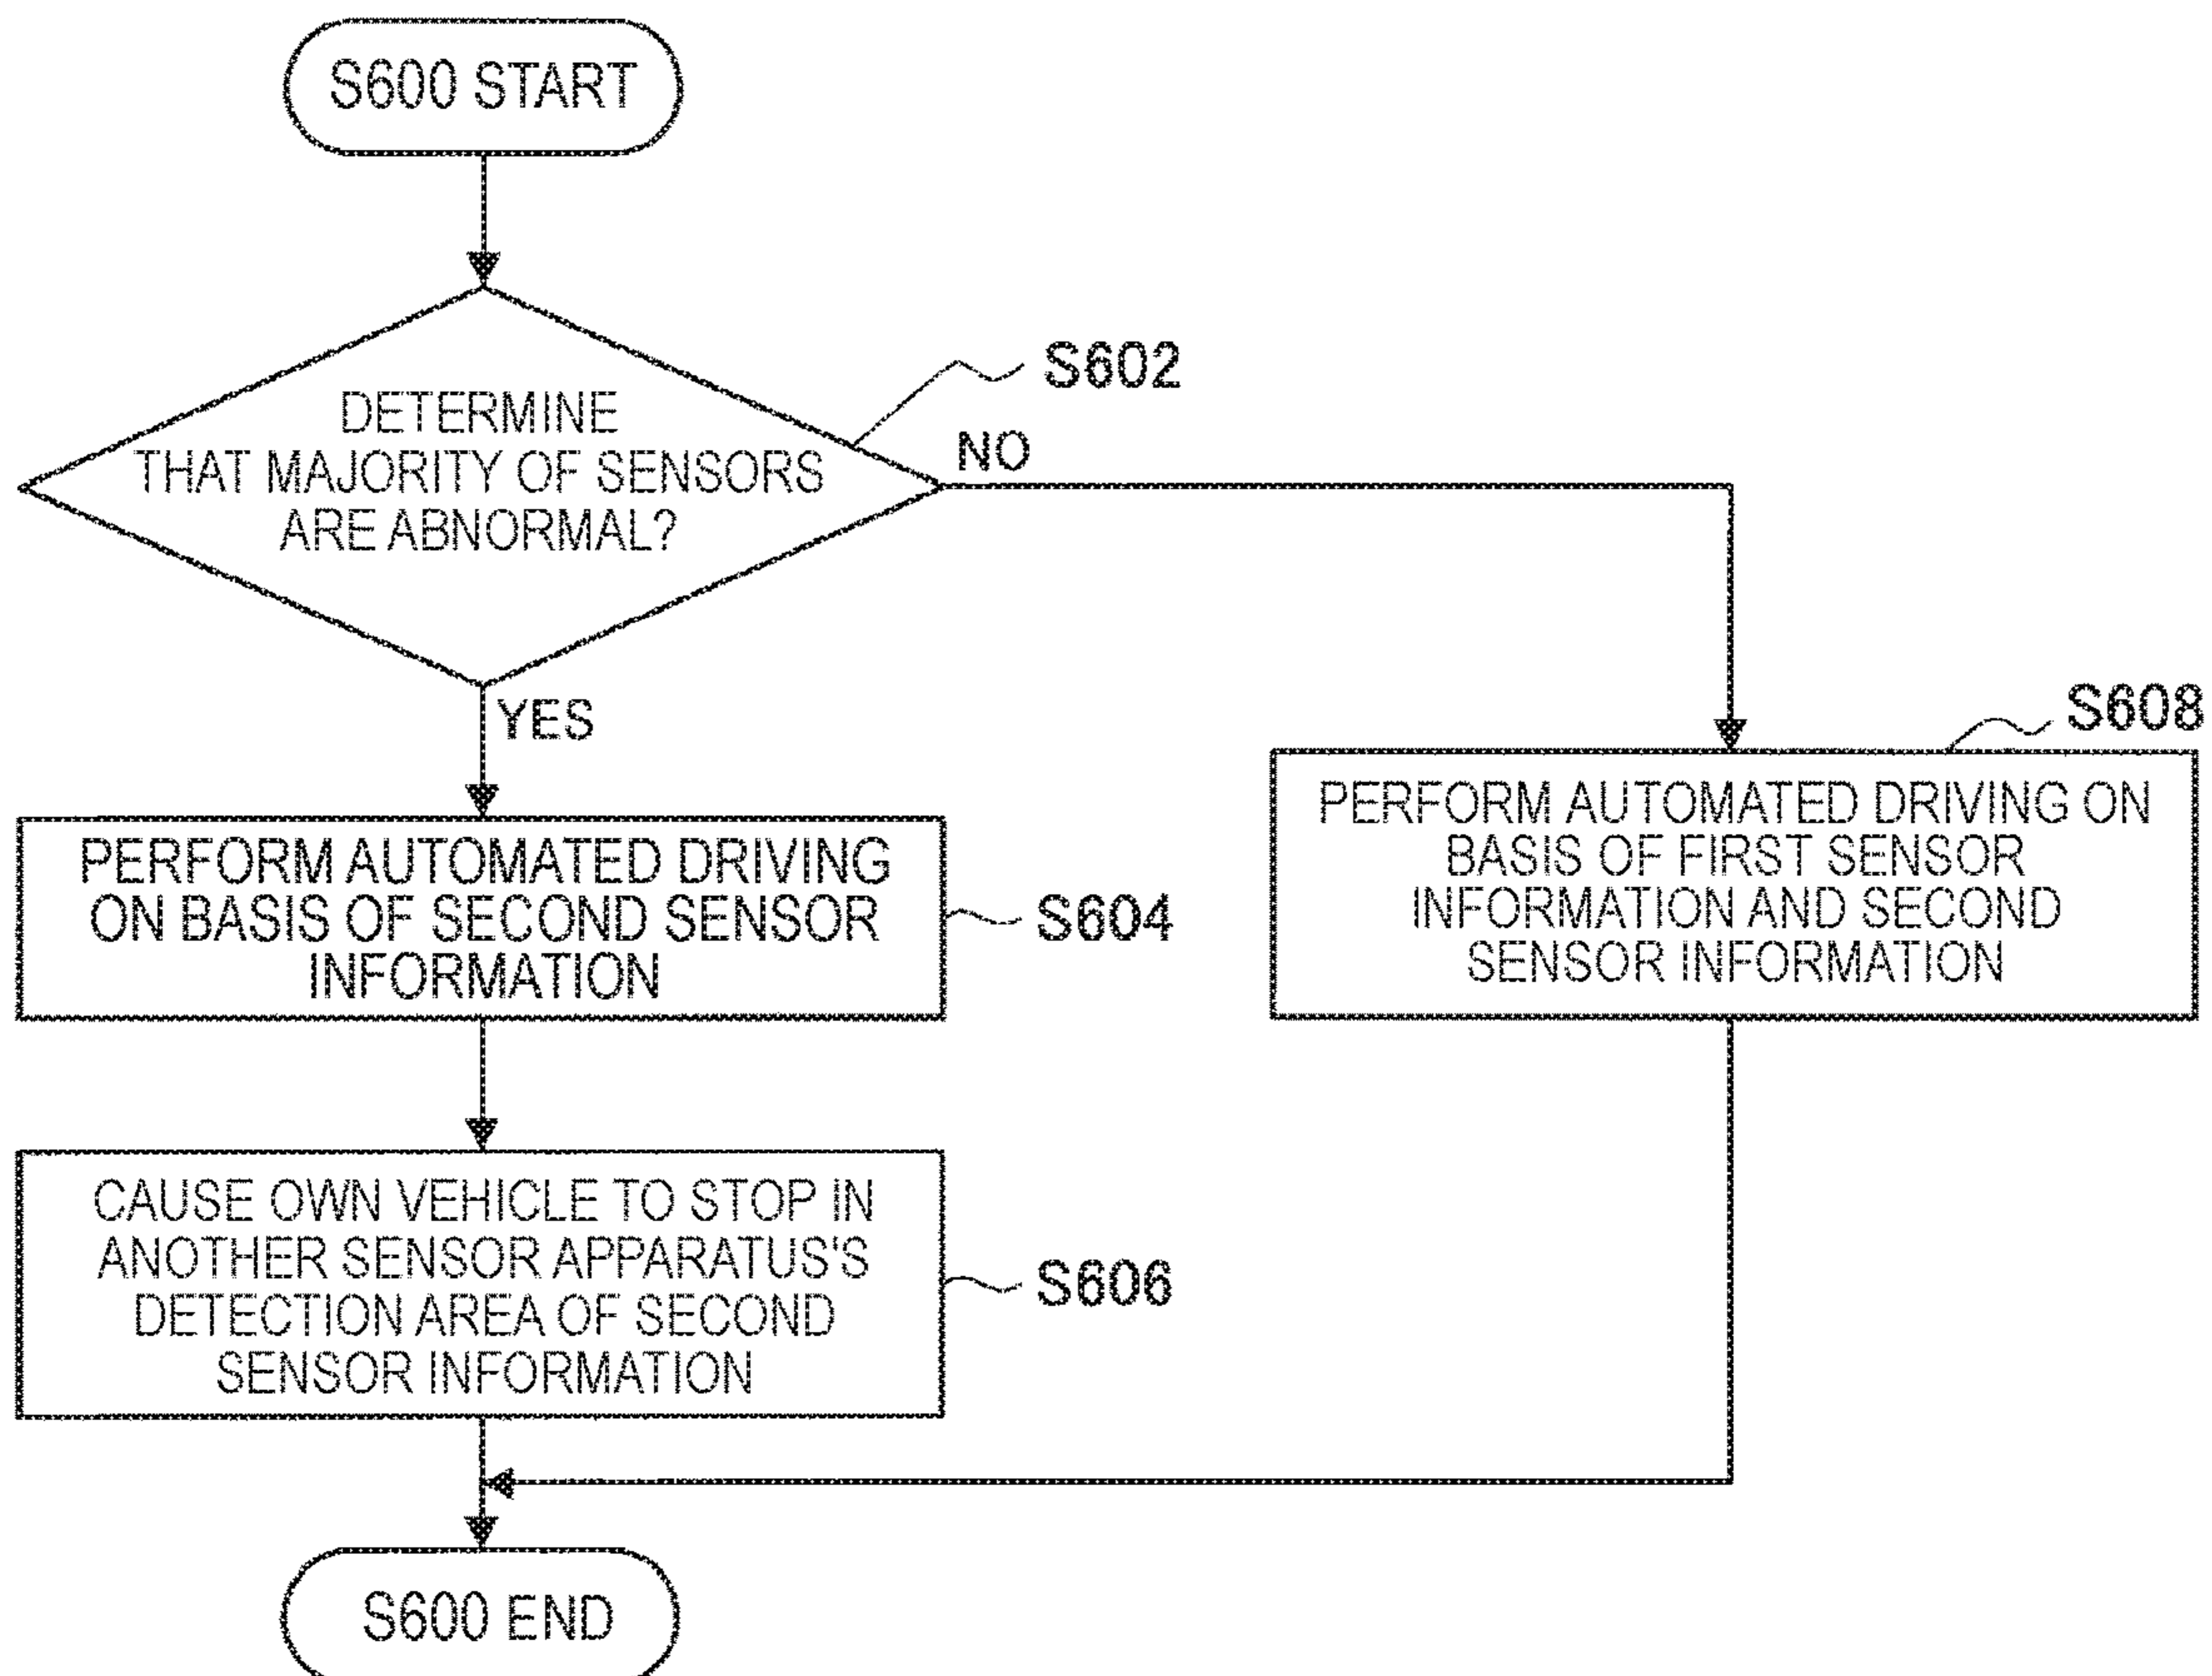 S600 START
S602
DETERMINE
THAT MAJORITY OF SENSORS
ARE ABNORMAL?
NO
YES
S608
PERFORM AUTOMATED DRIVING ON
BASIS OF FIRST SENSOR
INFORMATION AND SECOND
SENSOR INFORMATION
PERFORM AUTOMATED DRIVING
ON BASIS OF SECOND SENSOR
INFORMATION
S604
CAUSE OWN VEHICLE TO STOP IN
ANOTHER SENSOR APPARATUS'S
DETECTION AREA OF SECOND
SENSOR INFORMATION
S606
S600 END